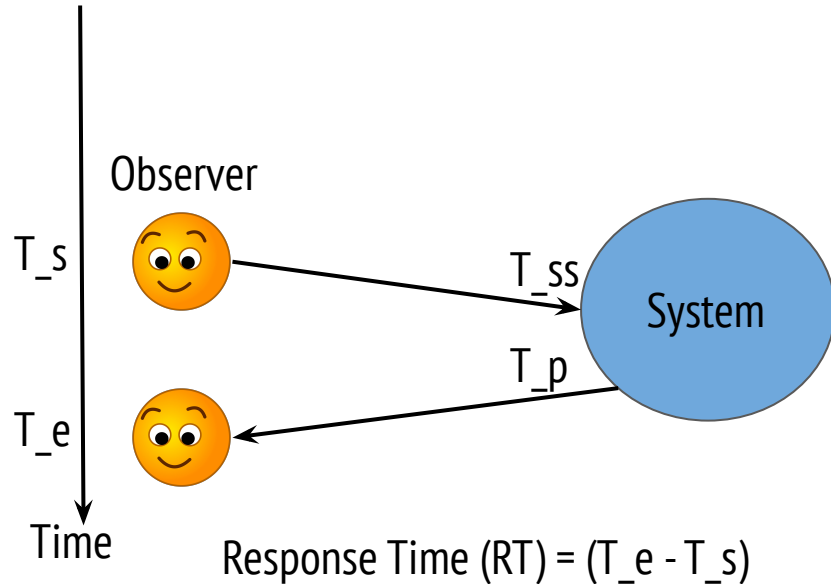 Observer
T_s
T_ss
System
T_p
T_e
Time
Response Time (RT) = (T_e - T_s)